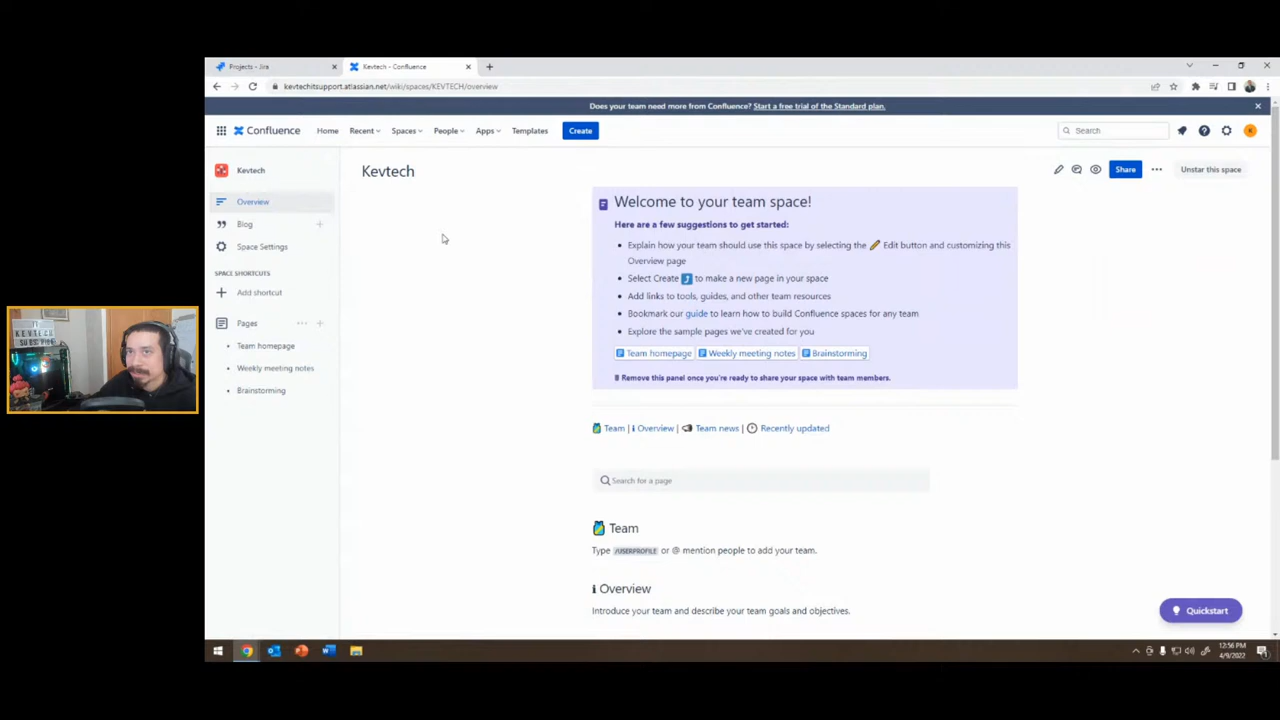 Projects - Jira
Kevtech - Confluence
kevtechitsupport.atlassian.net/wiki/spaces/KEVTECH/overview
Does your team need more from Confluence? Start a free trial of the Standard plan.
Confluence Home Recent Spaces People Apps Templates Create Search
Kevtech
Overview
Blog
Space Settings
SPACE SHORTCUTS
Add shortcut
Pages
Team homepage
Weekly meeting notes
Brainstorming
Kevtech
Share
Unstar this space
Welcome to your team space!
Here are a few suggestions to get started:
Explain how your team should use this space by selecting the Edit button and customizing this
Overview page
Select Create to make a new page in your space
Add links to tools, guides, and other team resources
Bookmark our guide to learn how to build Confluence spaces for any team
Explore the sample pages we've created for you
Team homepage Weekly meeting notes Brainstorming
Remove this panel once you're ready to share your space with team members.
Team | Overview | Team news | Recently updated
Search for a page
Team
Type /USERPROFILE or @ mention people to add your team.
Overview
Introduce your team and describe your team goals and objectives.
Quickstart
12:56 PM
4/9/2022
KEVTECH